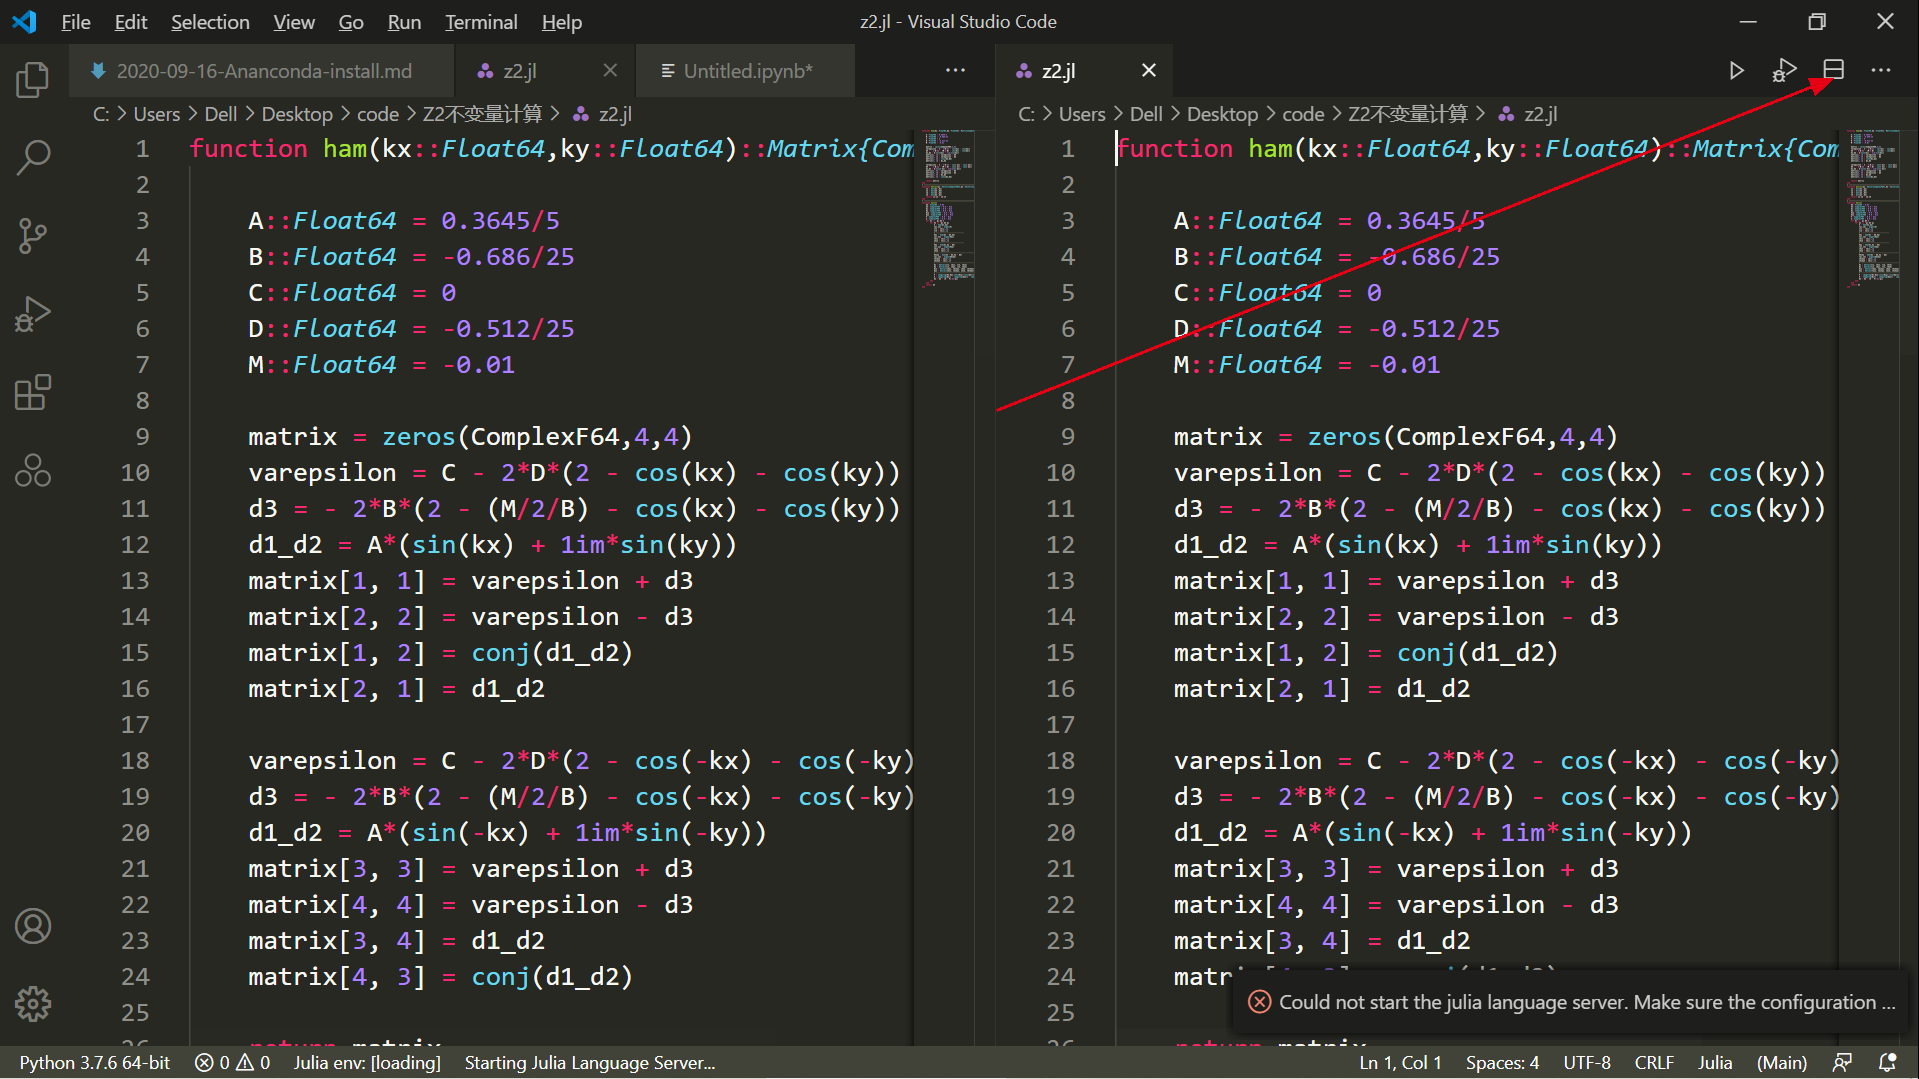 File Edit Selection View Go Run Terminal Help z2.jl - Visual Studio Code
2020-09-16-Ananconda-install.md z2.jl Untitled.ipynb* z2.jl
C: > Users > Dell > Desktop > code > Z2不变量计算 > z2.jl
1 function ham(kx::Float64,ky::Float64)::Matrix{Com
2
3 A::Float64 = 0.3645/5
4 B::Float64 = -0.686/25
5 C::Float64 = 0
6 D::Float64 = -0.512/25
7 M::Float64 = -0.01
8
9 matrix = zeros(ComplexF64,4,4)
10 varepsilon = C - 2*D*(2 - cos(kx) - cos(ky))
11 d3 = - 2*B*(2 - (M/2/B) - cos(kx) - cos(ky))
12 d1_d2 = A*(sin(kx) + 1im*sin(ky))
13 matrix[1, 1] = varepsilon + d3
14 matrix[2, 2] = varepsilon - d3
15 matrix[1, 2] = conj(d1_d2)
16 matrix[2, 1] = d1_d2
17
18 varepsilon = C - 2*D*(2 - cos(-kx) - cos(-ky)
19 d3 = - 2*B*(2 - (M/2/B) - cos(-kx) - cos(-ky)
20 d1_d2 = A*(sin(-kx) + 1im*sin(-ky))
21 matrix[3, 3] = varepsilon + d3
22 matrix[4, 4] = varepsilon - d3
23 matrix[3, 4] = d1_d2
24 matrix[4, 3] = conj(d1_d2)
25
26 return matrix
C: > Users > Dell > Desktop > code > Z2不变量计算 > z2.jl
1 function ham(kx::Float64,ky::Float64)::Matrix{Com
2
3 A::Float64 = 0.3645/5
4 B::Float64 = -0.686/25
5 C::Float64 = 0
6 D::Float64 = -0.512/25
7 M::Float64 = -0.01
8
9 matrix = zeros(ComplexF64,4,4)
10 varepsilon = C - 2*D*(2 - cos(kx) - cos(ky))
11 d3 = - 2*B*(2 - (M/2/B) - cos(kx) - cos(ky))
12 d1_d2 = A*(sin(kx) + 1im*sin(ky))
13 matrix[1, 1] = varepsilon + d3
14 matrix[2, 2] = varepsilon - d3
15 matrix[1, 2] = conj(d1_d2)
16 matrix[2, 1] = d1_d2
17
18 varepsilon = C - 2*D*(2 - cos(-kx) - cos(-ky)
19 d3 = - 2*B*(2 - (M/2/B) - cos(-kx) - cos(-ky)
20 d1_d2 = A*(sin(-kx) + 1im*sin(-ky))
21 matrix[3, 3] = varepsilon + d3
22 matrix[4, 4] = varepsilon - d3
23 matrix[3, 4] = d1_d2
24 matr
25
26 return matrix
Could not start the julia language server. Make sure the configuration ...
Python 3.7.6 64-bit 0 0 Julia env: [loading] Starting Julia Language Server... Ln 1, Col 1 Spaces: 4 UTF-8 CRLF Julia (Main)